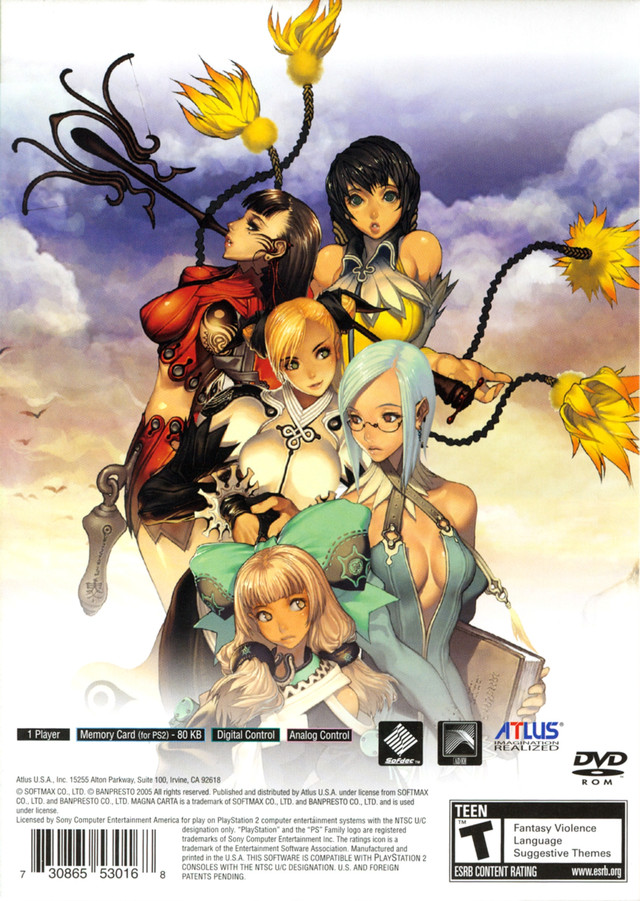 1 Player Memory Card (for PS2) - 80 KB Digital Control Analog Control
Sofdec™
ATLUS®
IMAGINATION
REALIZED
DVD
ROM
Atlus U.S.A., Inc. 15255 Alton Parkway, Suite 100, Irvine, CA 92618
© SOFTMAX CO., LTD. © BANPRESTO 2005 All rights reserved. Published and distributed by Atlus U.S.A. under license from SOFTMAX
CO., LTD. and BANPRESTO CO., LTD. MAGNA CARTA is a trademark of SOFTMAX CO., LTD. and BANPRESTO CO., LTD. and is used
under license.
Licensed by Sony Computer Entertainment America for play on PlayStation 2 computer entertainment systems with the NTSC U/C
designation only. "PlayStation" and the "PS" Family logo are registered
trademarks of Sony Computer Entertainment Inc. The ratings icon is a
trademark of the Entertainment Software Association. Manufactured and
printed in the U.S.A. THIS SOFTWARE IS COMPATIBLE WITH PLAYSTATION 2
CONSOLES WITH THE NTSC U/C DESIGNATION. U.S. AND FOREIGN
PATENTS PENDING.
7 30865 53016 8
TEEN
T
™
Fantasy Violence
Language
Suggestive Themes
ESRB CONTENT RATING www.esrb.org